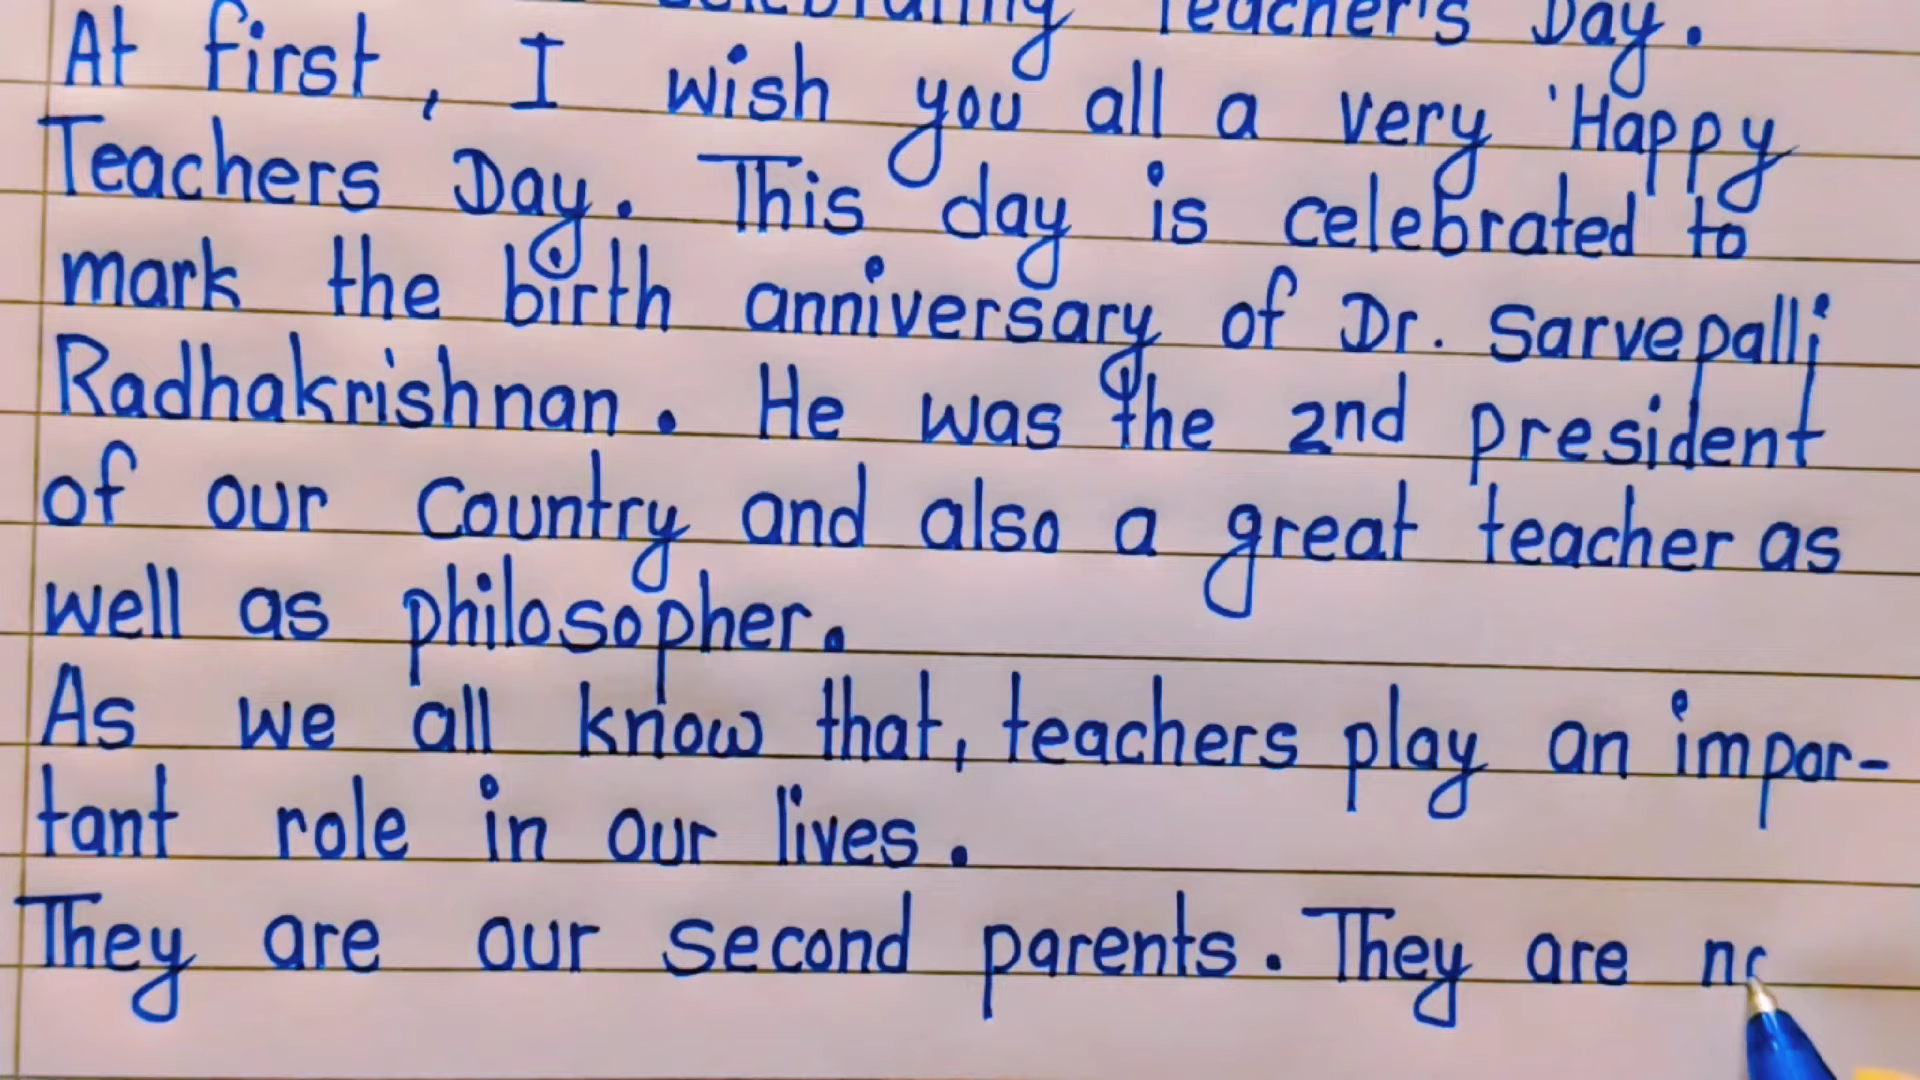 celebrating Teacher's Day.
At first, I wish you all a very 'Happy
Teachers Day. This day is celebrated to
mark the birth anniversary of Dr. Sarvepalli
Radhakrishnan. He was the 2nd president
of our Country and also a great teacher as
well as philosopher.
As we all know that, teachers play an impor-
tant role in our lives.
They are our second parents. They are